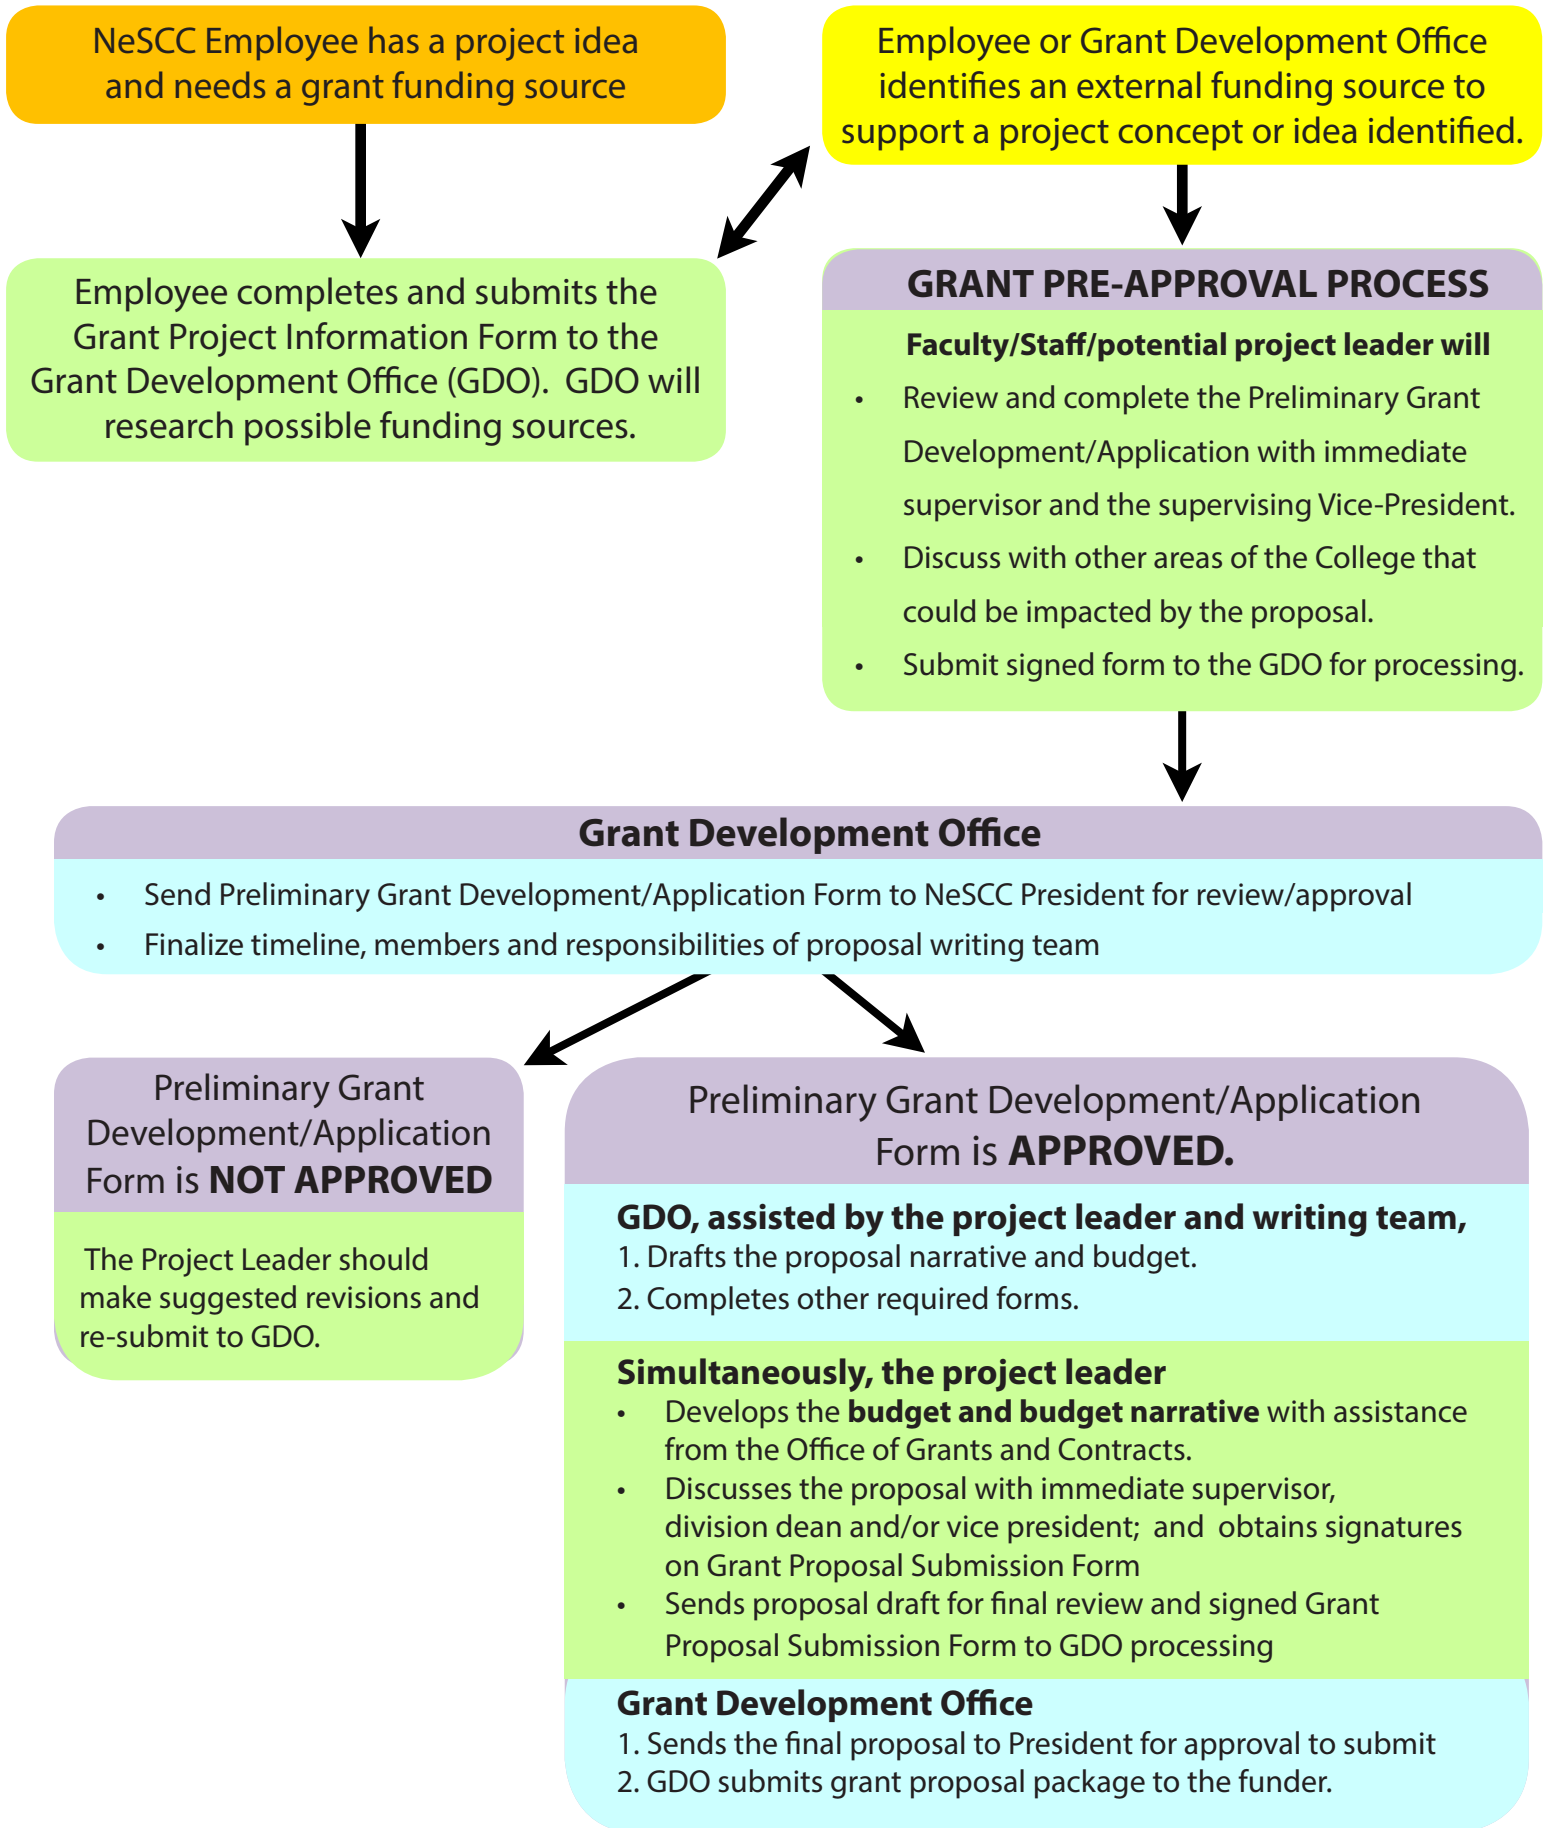 NeSCC Employee has a project idea
and needs a grant funding source
Employee or Grant Development Office
identifies an external funding source to
support a project concept or idea identified.
Employee completes and submits the
Grant Project Information Form to the
Grant Development Office (GDO).  GDO will
research possible funding sources.
GRANT PRE-APPROVAL PROCESS
Faculty/Staff/potential project leader will
• Review and complete the Preliminary Grant
Development/Application with immediate
supervisor and the supervising Vice-President.
• Discuss with other areas of the College that
could be impacted by the proposal.
• Submit signed form to the GDO for processing.
Grant Development Office
• Send Preliminary Grant Development/Application Form to NeSCC President for review/approval
• Finalize timeline, members and responsibilities of proposal writing team
Preliminary Grant
Development/Application
Form is NOT APPROVED
The Project Leader should
make suggested revisions and
re-submit to GDO.
Preliminary Grant Development/Application
Form is APPROVED.
GDO, assisted by the project leader and writing team,
1. Drafts the proposal narrative and budget.
2. Completes other required forms.
Simultaneously, the project leader
• Develops the budget and budget narrative with assistance
from the Office of Grants and Contracts.
• Discusses the proposal with immediate supervisor,
division dean and/or vice president;  and  obtains signatures
on Grant Proposal Submission Form
• Sends proposal draft for final review and signed Grant
Proposal Submission Form to GDO processing
Grant Development Office
1. Sends the final proposal to President for approval to submit
2. GDO submits grant proposal package to the funder.